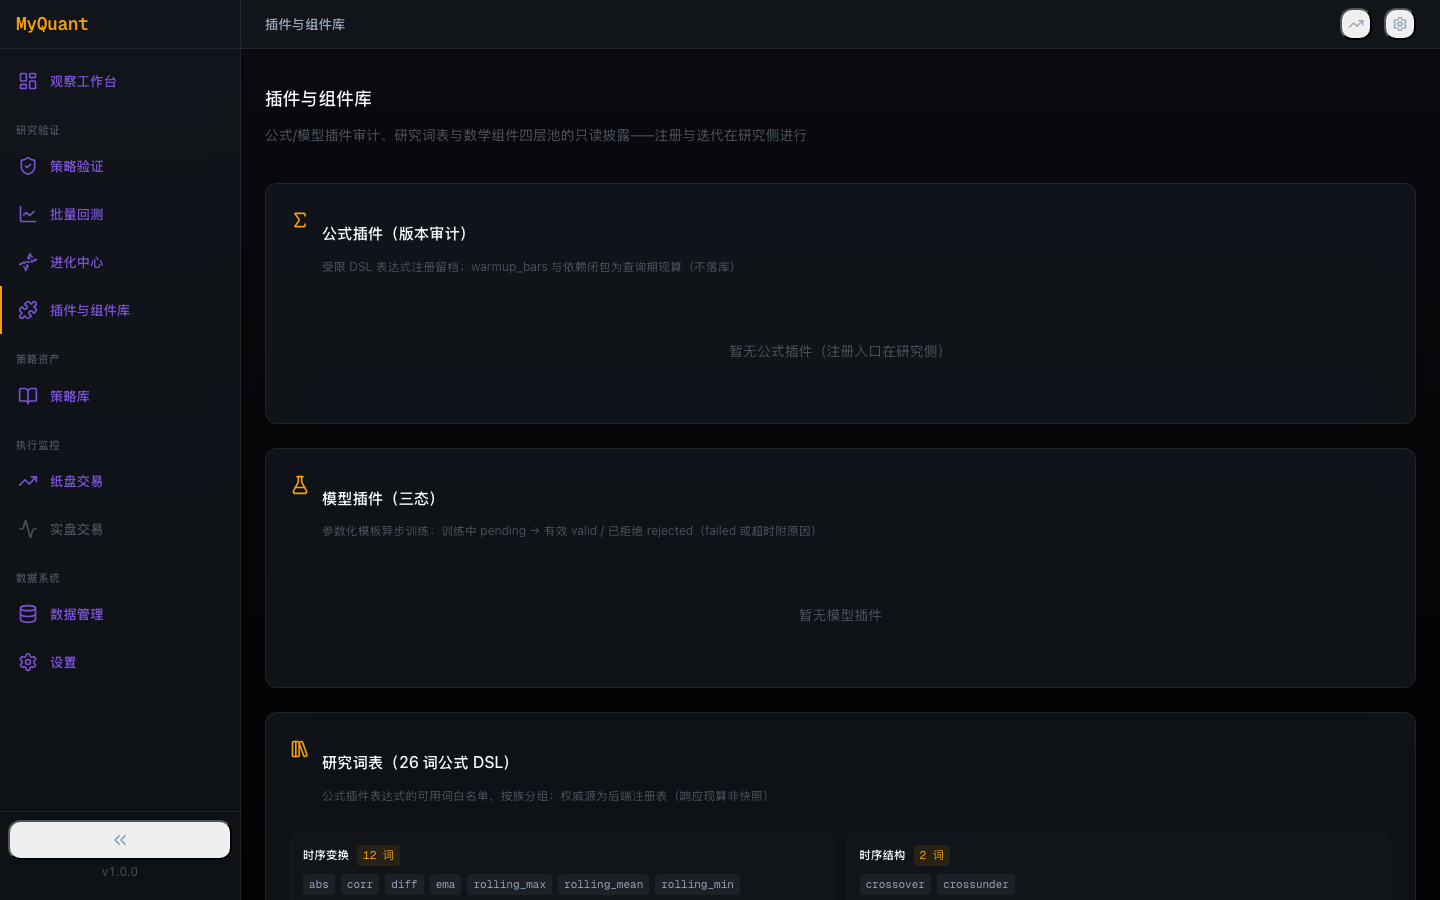 MyQuant
插件与组件库
观察工作台
研究验证
策略验证
批量回测
进化中心
插件与组件库
策略资产
策略库
执行监控
纸盘交易
实盘交易
数据系统
数据管理
设置
v1.0.0
插件与组件库
公式/模型插件审计、研究词表与数学组件四层池的只读披露——注册与迭代在研究侧进行
公式插件（版本审计）
受限 DSL 表达式注册留档；warmup_bars 与依赖闭包为查询期现算（不落库）
暂无公式插件（注册入口在研究侧）
模型插件（三态）
参数化模板异步训练：训练中 pending → 有效 valid / 已拒绝 rejected（failed 或超时附原因）
暂无模型插件
研究词表（26 词公式 DSL）
公式插件表达式的可用词白名单，按族分组；权威源为后端注册表（响应现算非快照）
时序变换 12 词
abs corr diff ema rolling_max rolling_mean rolling_min
时序结构 2 词
crossover crossunder